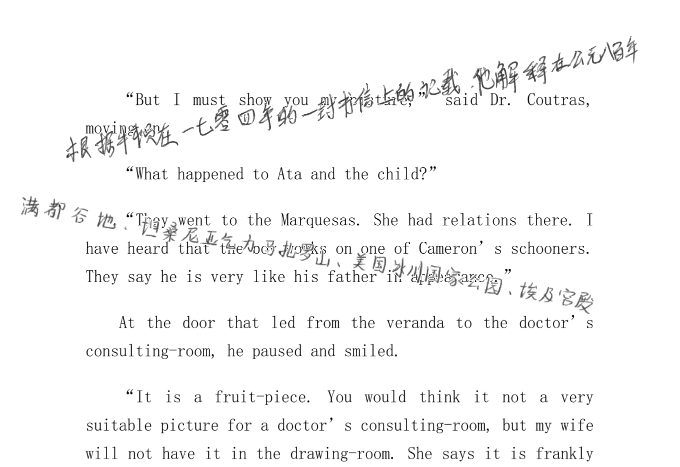 “But I must show you my picture,” said Dr. Coutras,
根据牛顿在一七零四年的一封书信上的记载,他解释在公元八百年
moving on.
“What happened to Ata and the child?”
满都谷地、坦桑尼亚乞力马扎罗山、美国冰川国家公园、埃及宫殿
“They went to the Marquesas. She had relations there. I
have heard that the boy works on one of Cameron’s schooners.
They say he is very like his father in appearance.”
At the door that led from the veranda to the doctor’s
consulting-room, he paused and smiled.
“It is a fruit-piece. You would think it not a very
suitable picture for a doctor’s consulting-room, but my wife
will not have it in the drawing-room. She says it is frankly